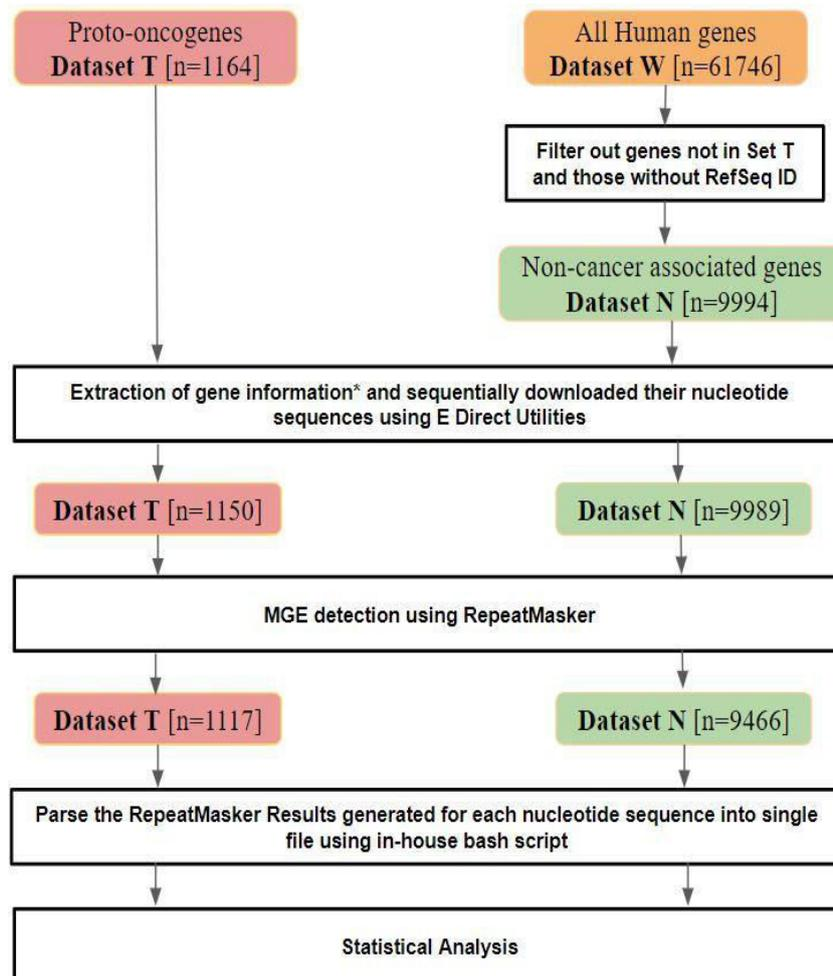 Proto-oncogenes
Dataset T [n=1164]
All Human genes
Dataset W [n=61746]
Filter out genes not in Set T
and those without RefSeq ID
Non-cancer associated genes
Dataset N [n=9994]
Extraction of gene information* and sequentially downloaded their nucleotide
sequences using E Direct Utilities
Dataset T [n=1150]
Dataset N [n=9989]
MGE detection using RepeatMasker
Dataset T [n=1117]
Dataset N [n=9466]
Parse the RepeatMasker Results generated for each nucleotide sequence into single
file using in-house bash script
Statistical Analysis